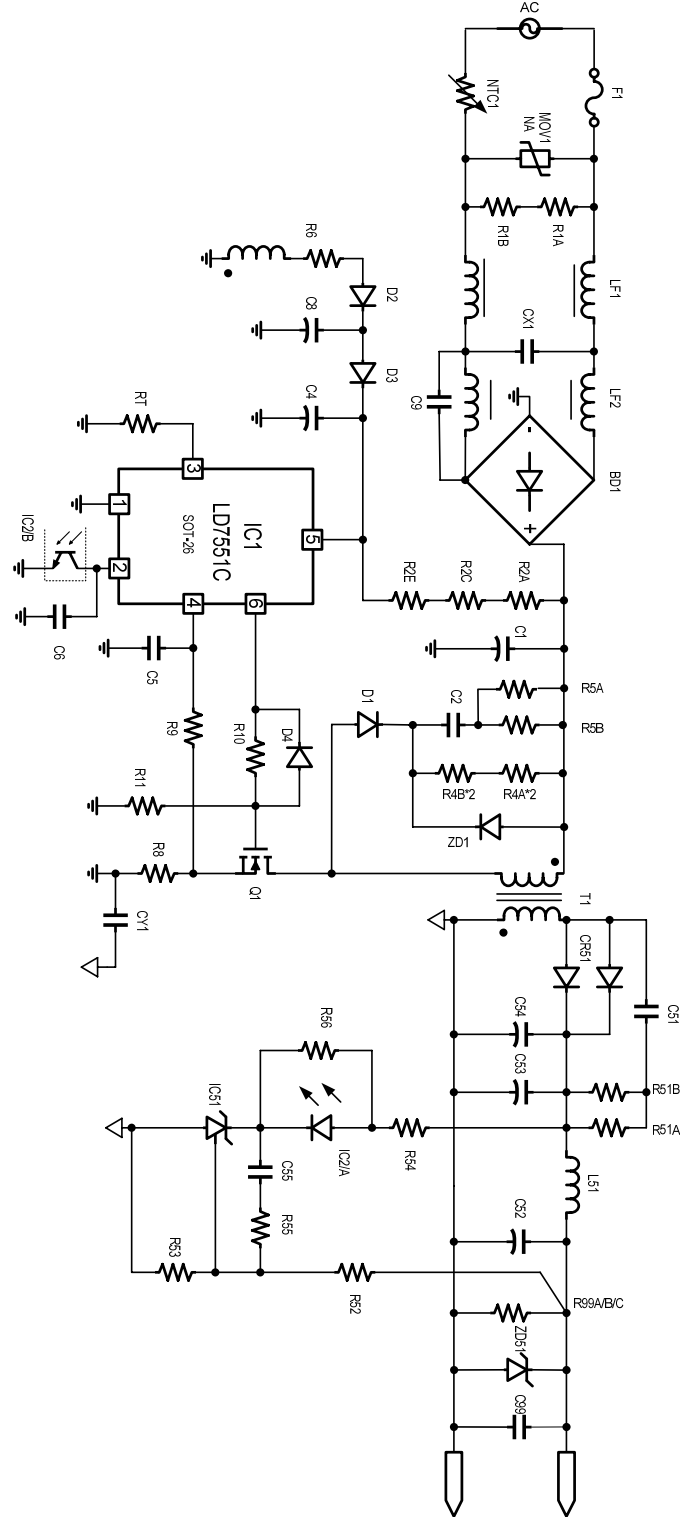 AC
F1
NTC1
MOV1
NA
R1A
R1B
LF1
CX1
LF2
C9
BD1
-
+
R6
D2
C8
D3
C4
RT
3
1
2
5
4
6
IC1
LD7551C
SOT-26
IC2/B
C6
C5
R2A
R2C
R2E
C1
R5A
R5B
C2
D1
R4A*2
R4B*2
ZD1
R9
R10
D4
R11
R8
Q1
CY1
T1
CR51
C51
C54
C53
R51B
R51A
R56
IC51
IC2/A
R54
C55
R55
L51
C52
R53
R52
R99A/B/C
ZD51
C99